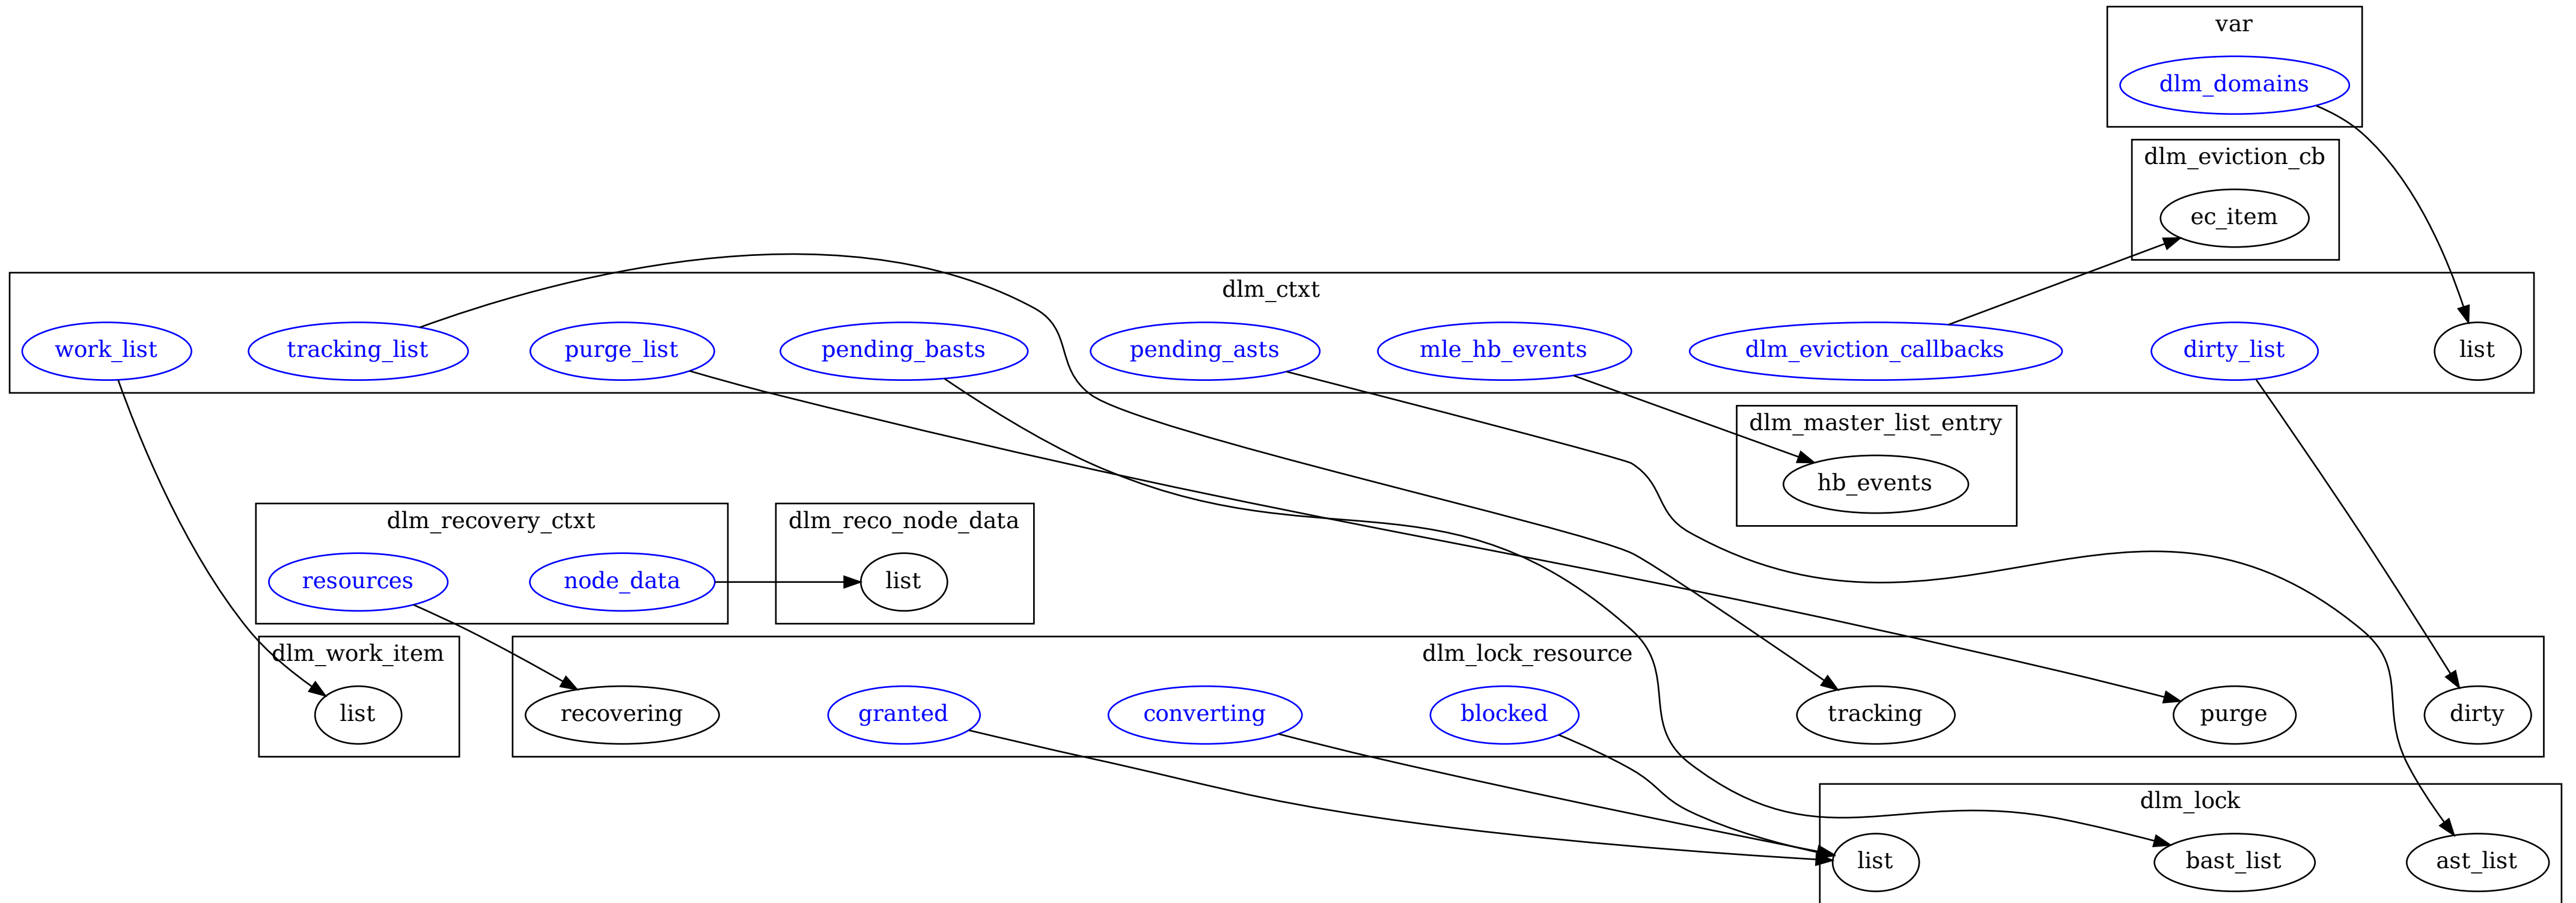 var
dlm_domains
dlm_eviction_cb
ec_item
dlm_ctxt
work_list
tracking_list
purge_list
pending_basts
pending_asts
mle_hb_events
dlm_eviction_callbacks
dirty_list
list
dlm_master_list_entry
hb_events
dlm_recovery_ctxt
resources
node_data
dlm_reco_node_data
list
dlm_work_item
list
dlm_lock_resource
recovering
granted
converting
blocked
tracking
purge
dirty
dlm_lock
list
bast_list
ast_list